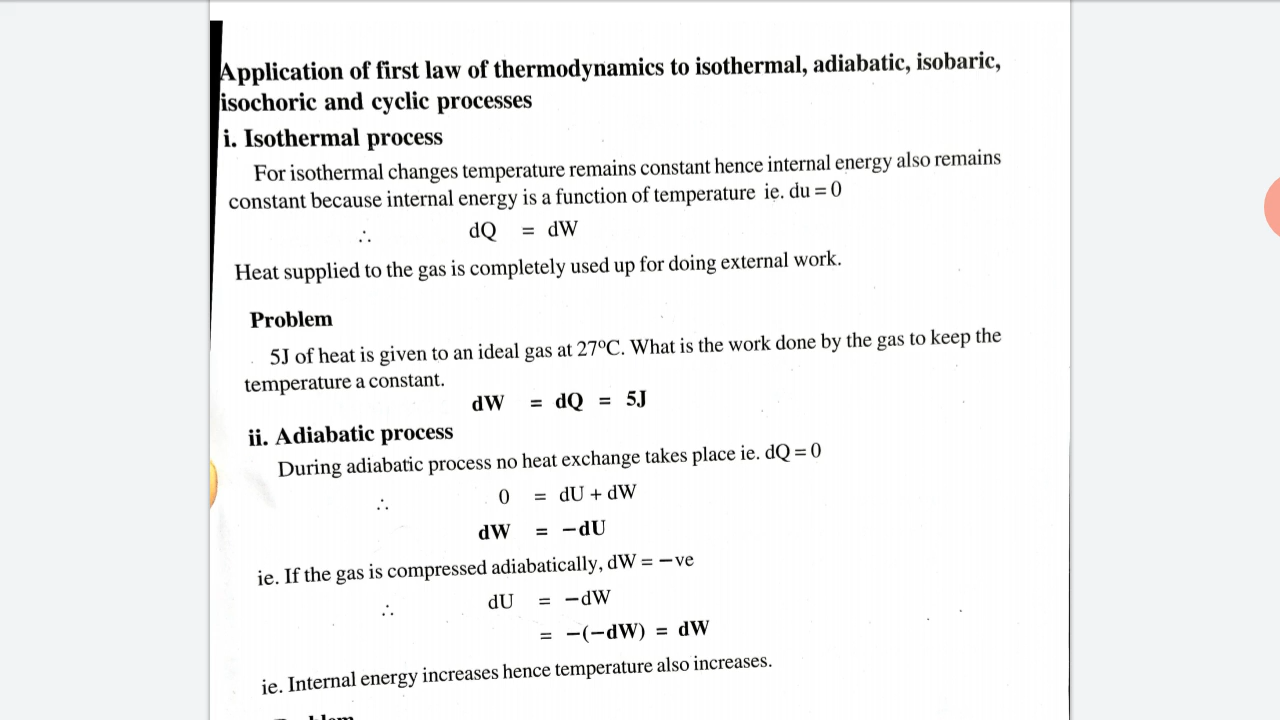 Application of first law of thermodynamics to isothermal, adiabatic, isobaric,
isochoric and cyclic processes
i. Isothermal process
For isothermal changes temperature remains constant hence internal energy also remains
constant because internal energy is a function of temperature ie. du = 0
∴ dQ = dW
Heat supplied to the gas is completely used up for doing external work.
Problem
5J of heat is given to an ideal gas at 27°C. What is the work done by the gas to keep the
temperature a constant.
dW = dQ = 5J
ii. Adiabatic process
During adiabatic process no heat exchange takes place ie. dQ = 0
∴ 0 = dU + dW
dW = −dU
ie. If the gas is compressed adiabatically, dW = −ve
∴ dU = −dW
= −(−dW) = dW
ie. Internal energy increases hence temperature also increases.